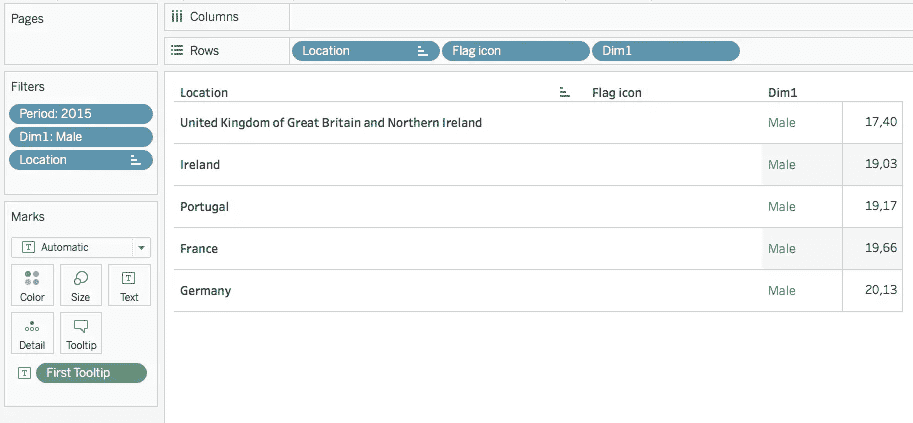 Pages
Columns
Rows
Location
Flag icon
Dim1
Filters
Period: 2015
Dim1: Male
Location
Marks
T
Automatic
Color
Size
T
Text
Detail
Tooltip
T
First Tooltip
Location
Flag icon
Dim1
United Kingdom of Great Britain and Northern Ireland
Male
17,40
Ireland
Male
19,03
Portugal
Male
19,17
France
Male
19,66
Germany
Male
20,13